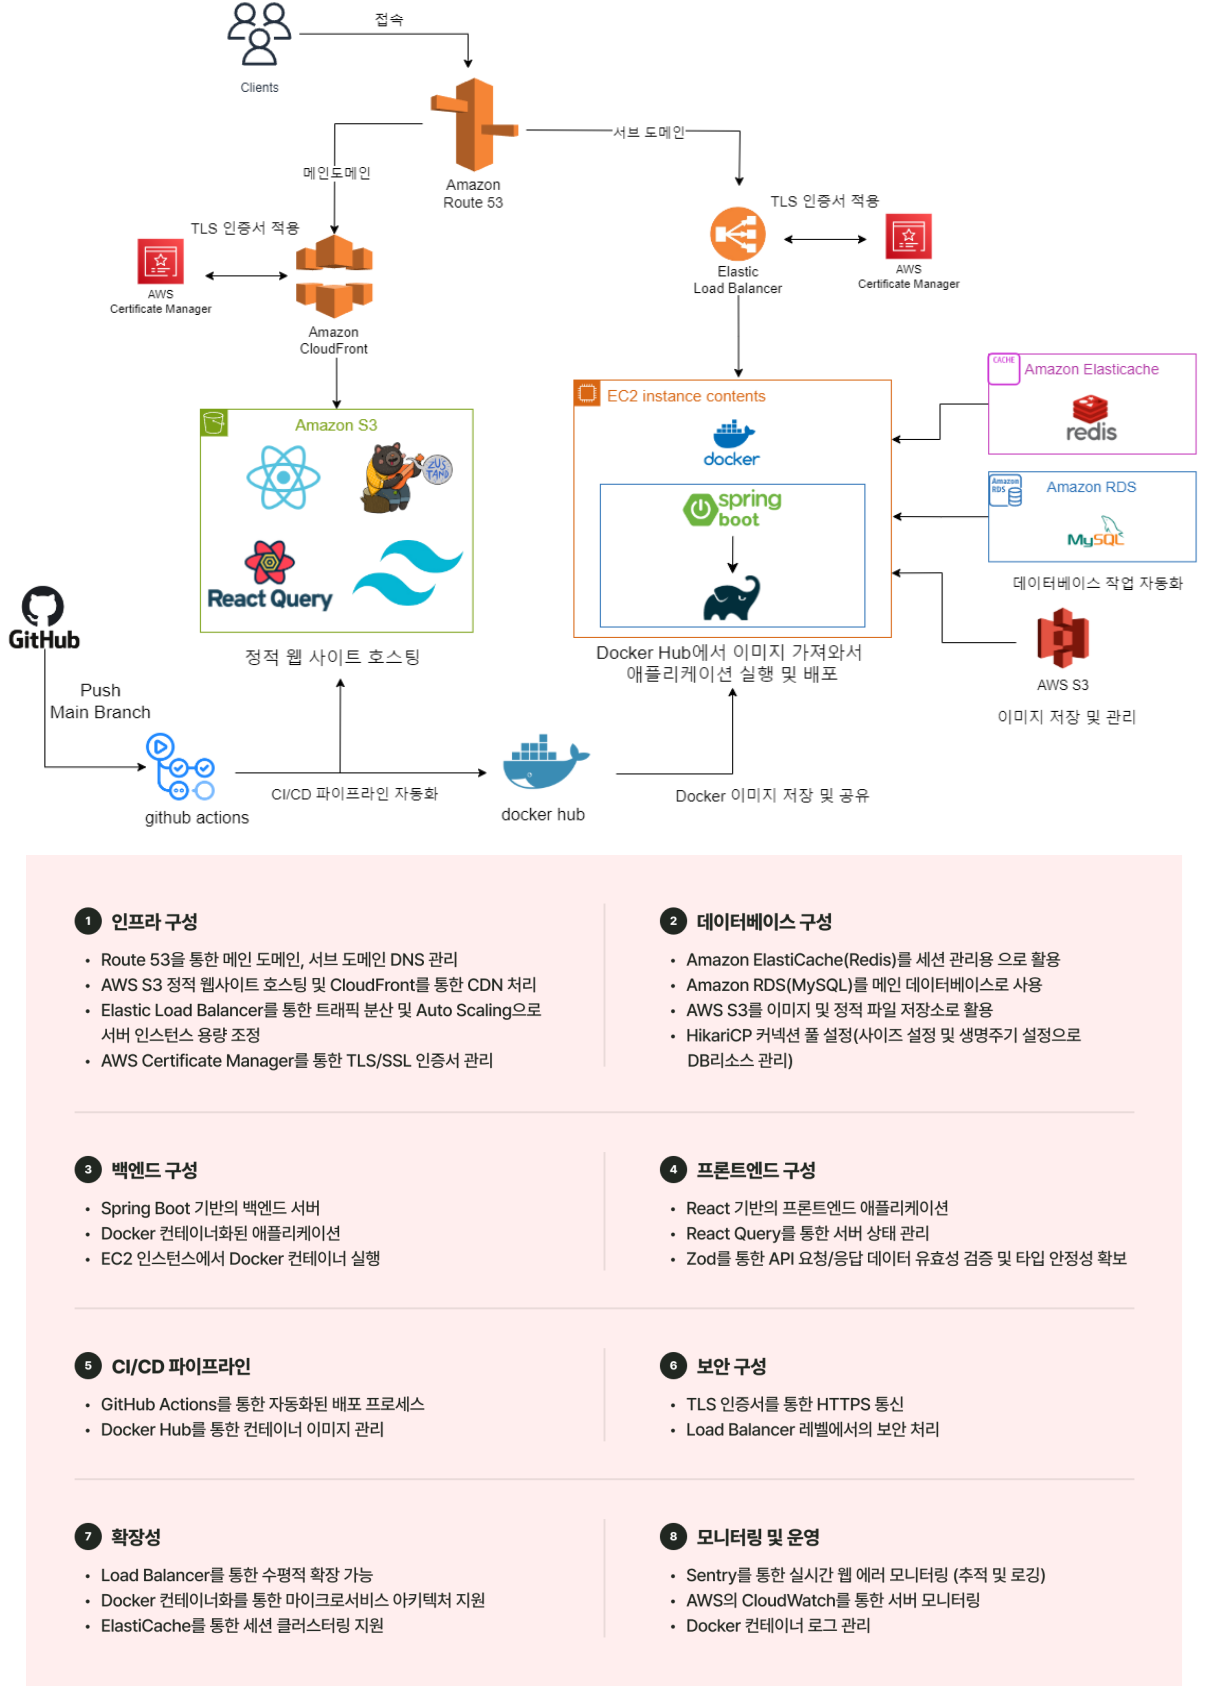 접속
Clients
서브 도메인
메인도메인
Amazon
Route 53
TLS 인증서 적용
TLS 인증서 적용
AWS
Certificate Manager
Elastic
Load Balancer
AWS
Certificate Manager
Amazon
CloudFront
CACHE
Amazon Elasticache
redis
EC2 instance contents
docker
Amazon S3
ZUS
TAND
React Query
spring
boot
Amazon
RDS
Amazon RDS
MySQL
데이터베이스 작업 자동화
GitHub
정적 웹 사이트 호스팅
Docker Hub에서 이미지 가져와서
애플리케이션 실행 및 배포
AWS S3
이미지 저장 및 관리
Push
Main Branch
github actions
CI/CD 파이프라인 자동화
docker hub
Docker 이미지 저장 및 공유
1 인프라 구성
• Route 53을 통한 메인 도메인, 서브 도메인 DNS 관리
• AWS S3 정적 웹사이트 호스팅 및 CloudFront를 통한 CDN 처리
• Elastic Load Balancer를 통한 트래픽 분산 및 Auto Scaling으로
서버 인스턴스 용량 조정
• AWS Certificate Manager를 통한 TLS/SSL 인증서 관리
2 데이터베이스 구성
• Amazon ElastiCache(Redis)를 세션 관리용 으로 활용
• Amazon RDS(MySQL)를 메인 데이터베이스로 사용
• AWS S3를 이미지 및 정적 파일 저장소로 활용
• HikariCP 커넥션 풀 설정(사이즈 설정 및 생명주기 설정으로
DB리소스 관리)
3 백엔드 구성
• Spring Boot 기반의 백엔드 서버
• Docker 컨테이너화된 애플리케이션
• EC2 인스턴스에서 Docker 컨테이너 실행
4 프론트엔드 구성
• React 기반의 프론트엔드 애플리케이션
• React Query를 통한 서버 상태 관리
• Zod를 통한 API 요청/응답 데이터 유효성 검증 및 타입 안정성 확보
5 CI/CD 파이프라인
• GitHub Actions를 통한 자동화된 배포 프로세스
• Docker Hub를 통한 컨테이너 이미지 관리
6 보안 구성
• TLS 인증서를 통한 HTTPS 통신
• Load Balancer 레벨에서의 보안 처리
7 확장성
• Load Balancer를 통한 수평적 확장 가능
• Docker 컨테이너화를 통한 마이크로서비스 아키텍처 지원
• ElastiCache를 통한 세션 클러스터링 지원
8 모니터링 및 운영
• Sentry를 통한 실시간 웹 에러 모니터링 (추적 및 로깅)
• AWS의 CloudWatch를 통한 서버 모니터링
• Docker 컨테이너 로그 관리